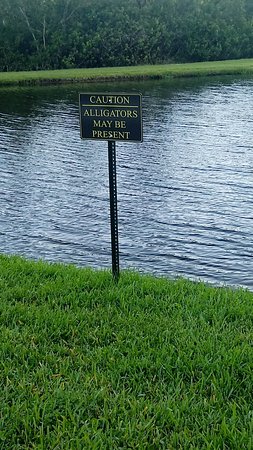 CAUTION
ALLIGATORS
MAY BE
PRESENT